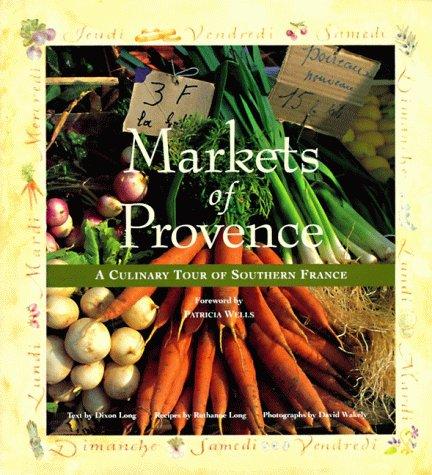 Jeudi Vendredi Samedi
Mercredi
Mardi
Lundi
Dimanche
Lundi
Mardi
3 F
la
15
Markets
of
Provence
A Culinary Tour of Southern France
Foreword by
Patricia Wells
Text by Dixon Long Recipes by Ruthanne Long Photographs by David Wakely
Dimanche Samedi Vendredi